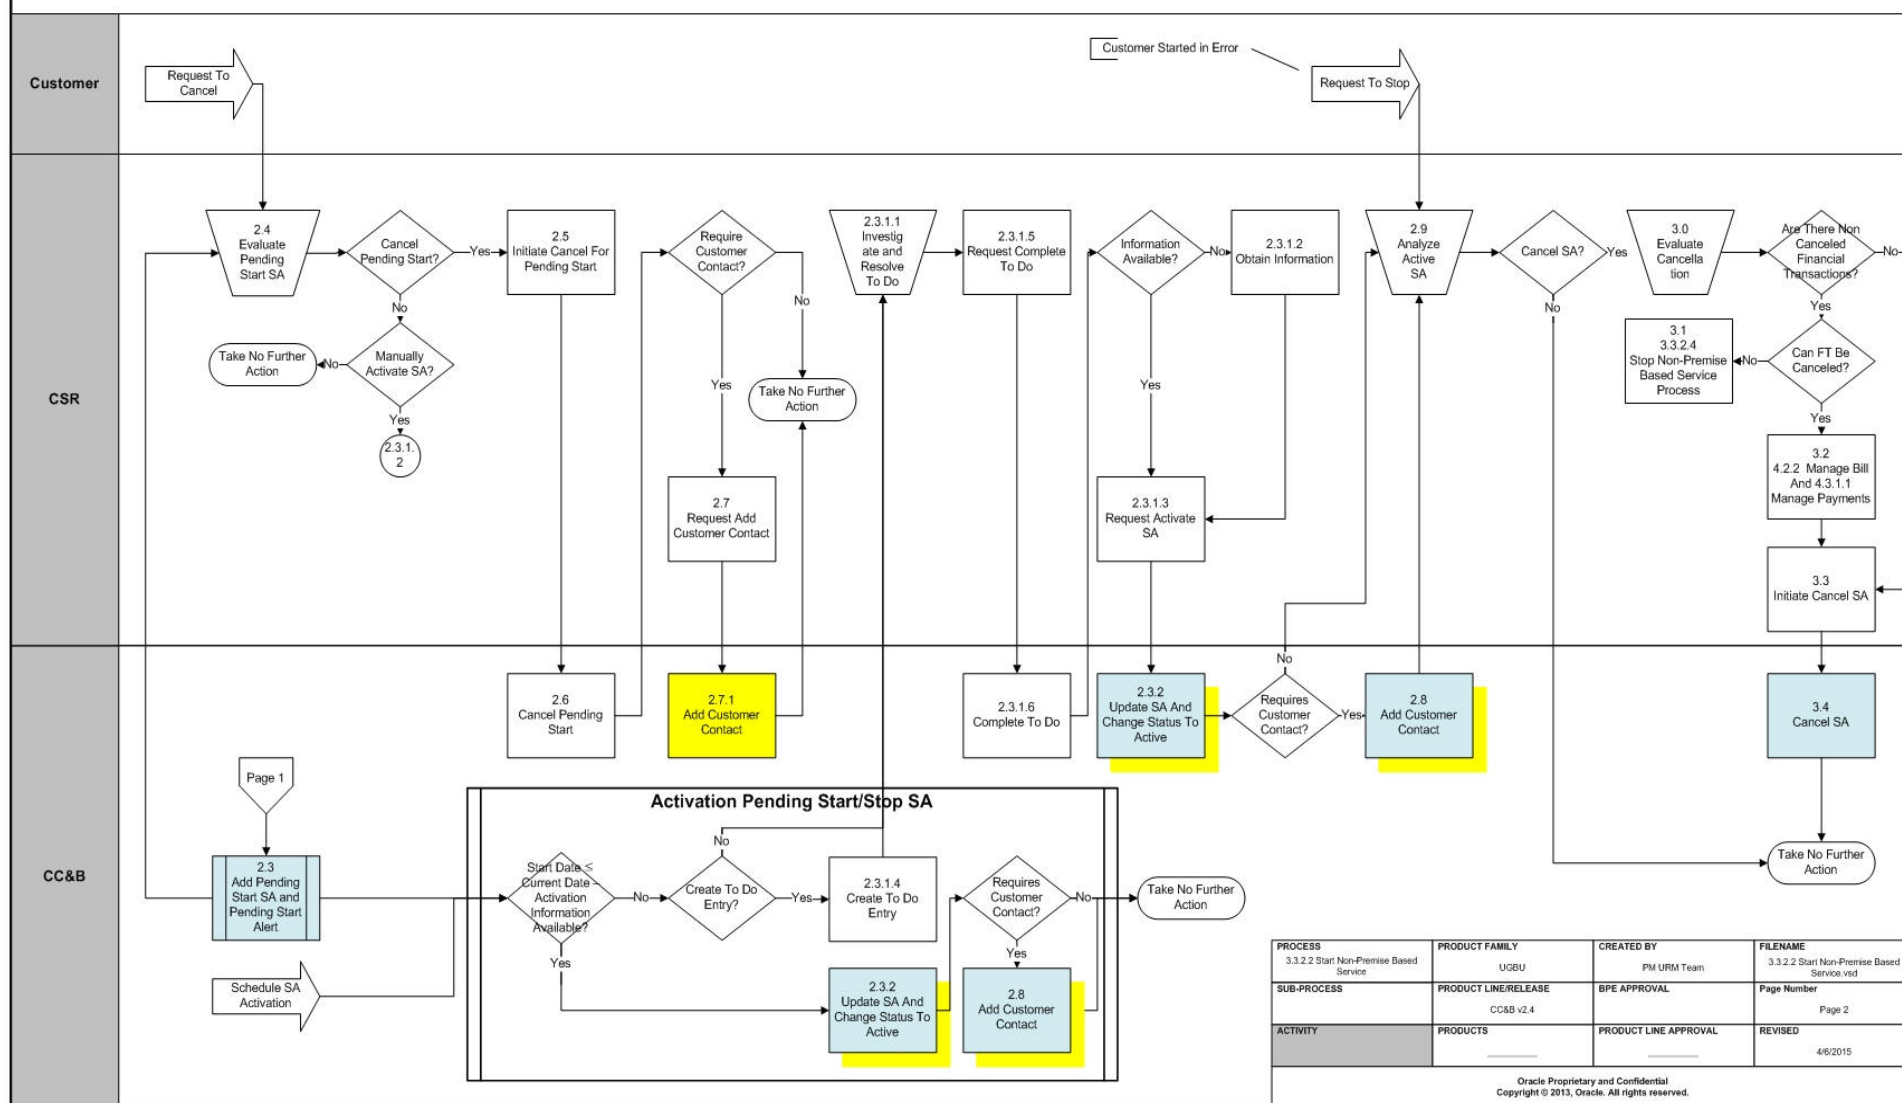 Customer
Request To
Cancel
Customer Started in Error
Request To Stop
CSR
2.4
Evaluate
Pending
Start SA
Cancel
Pending Start?
Yes
No
2.5
Initiate Cancel For
Pending Start
Require
Customer
Contact?
No
Yes
2.3.1.1
Investig
ate and
Resolve
To Do
2.3.1.5
Request Complete
To Do
Information
Available?
No
Yes
2.3.1.2
Obtain Information
2.9
Analyze
Active
SA
Cancel SA?
Yes
No
3.0
Evaluate
Cancella
tion
Are There Non
Canceled
Financial
Transactions?
No
Yes
Take No Further
Action
No
Manually
Activate SA?
Yes
2.3.1.
2
Take No Further
Action
3.1
3.3.2.4
Stop Non-Premise
Based Service
Process
No
Can FT Be
Canceled?
Yes
2.7
Request Add
Customer Contact
2.3.1.3
Request Activate
SA
3.2
4.2.2 Manage Bill
And 4.3.1.1
Manage Payments
3.3
Initiate Cancel SA
CC&B
2.6
Cancel Pending
Start
2.7.1
Add Customer
Contact
2.3.1.6
Complete To Do
2.3.2
Update SA And
Change Status To
Active
No
Requires
Customer
Contact?
Yes
2.8
Add Customer
Contact
3.4
Cancel SA
Page 1
2.3
Add Pending
Start SA and
Pending Start
Alert
Schedule SA
Activation
Activation Pending Start/Stop SA
Start Date ≤
Current Date –
Activation
Information
Available?
No
Yes
No
Create To Do
Entry?
Yes
2.3.1.4
Create To Do
Entry
Requires
Customer
Contact?
No
Yes
2.3.2
Update SA And
Change Status To
Active
2.8
Add Customer
Contact
Take No Further
Action
Take No Further
Action
PROCESS
3.3.2.2 Start Non-Premise Based
Service
PRODUCT FAMILY
UGBU
CREATED BY
PM URM Team
FILENAME
3.3.2.2 Start Non-Premise Based
Service.vsd
SUB-PROCESS
PRODUCT LINE/RELEASE
CC&B v2.4
BPE APPROVAL
Page Number
Page 2
ACTIVITY
PRODUCTS
PRODUCT LINE APPROVAL
REVISED
4/6/2015
Oracle Proprietary and Confidential
Copyright © 2013, Oracle. All rights reserved.